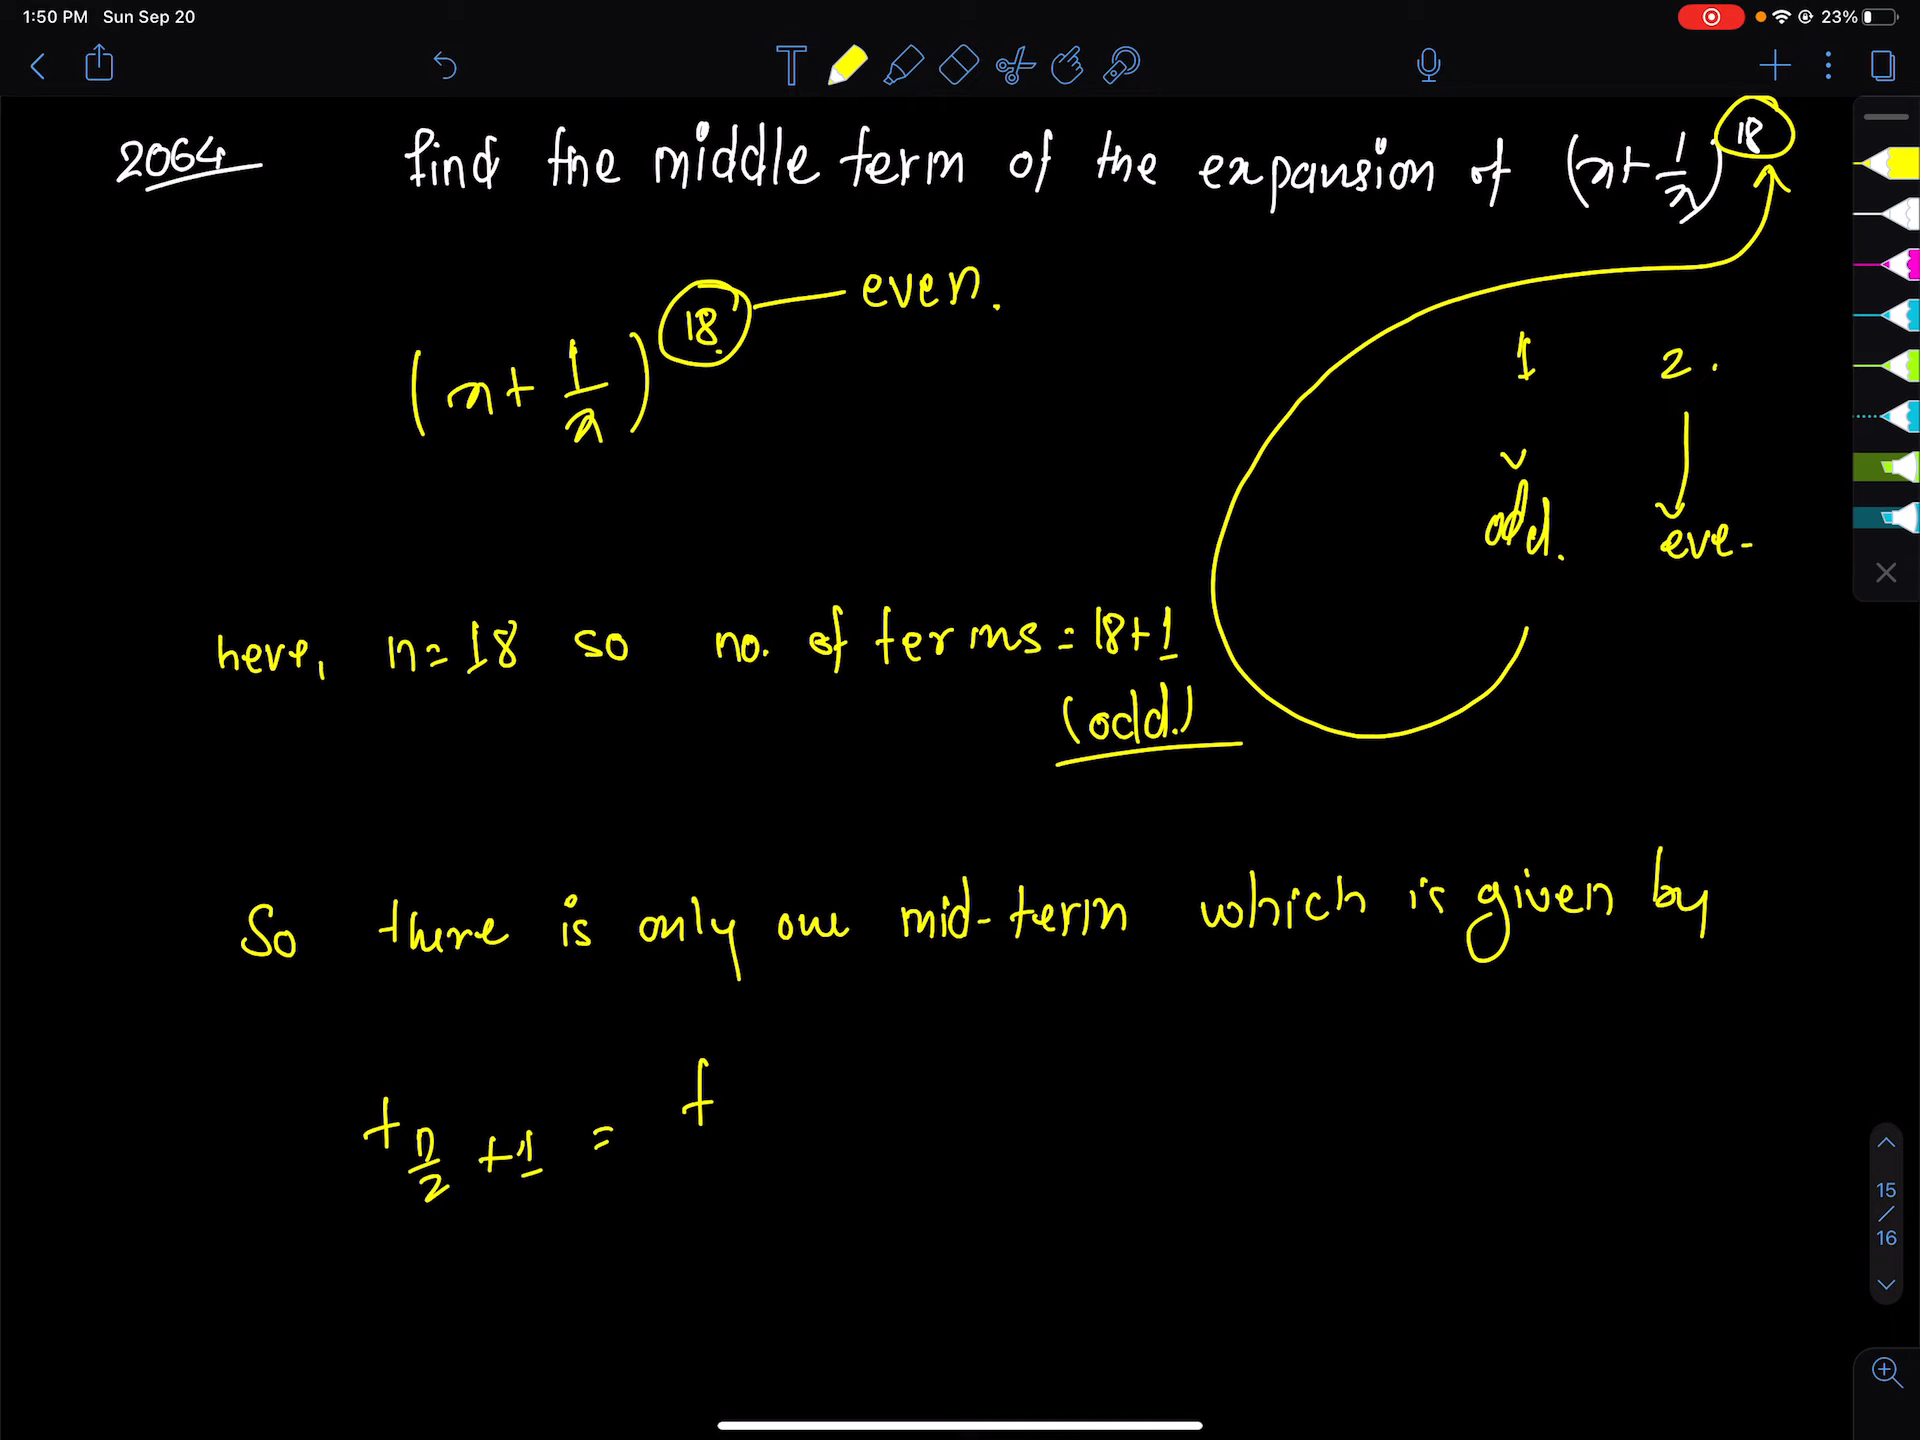 1:50 PM Sun Sep 20
23%
2064 find the middle term of the expansion of (x+1/x)^18
(x + 1/x)^18 — even.
1 2.
odd. eve-
here, n=18 so no. of terms = 18+1
(odd.)
So there is only one mid-term which is given by
t n/2 +1 = t
15
/
16